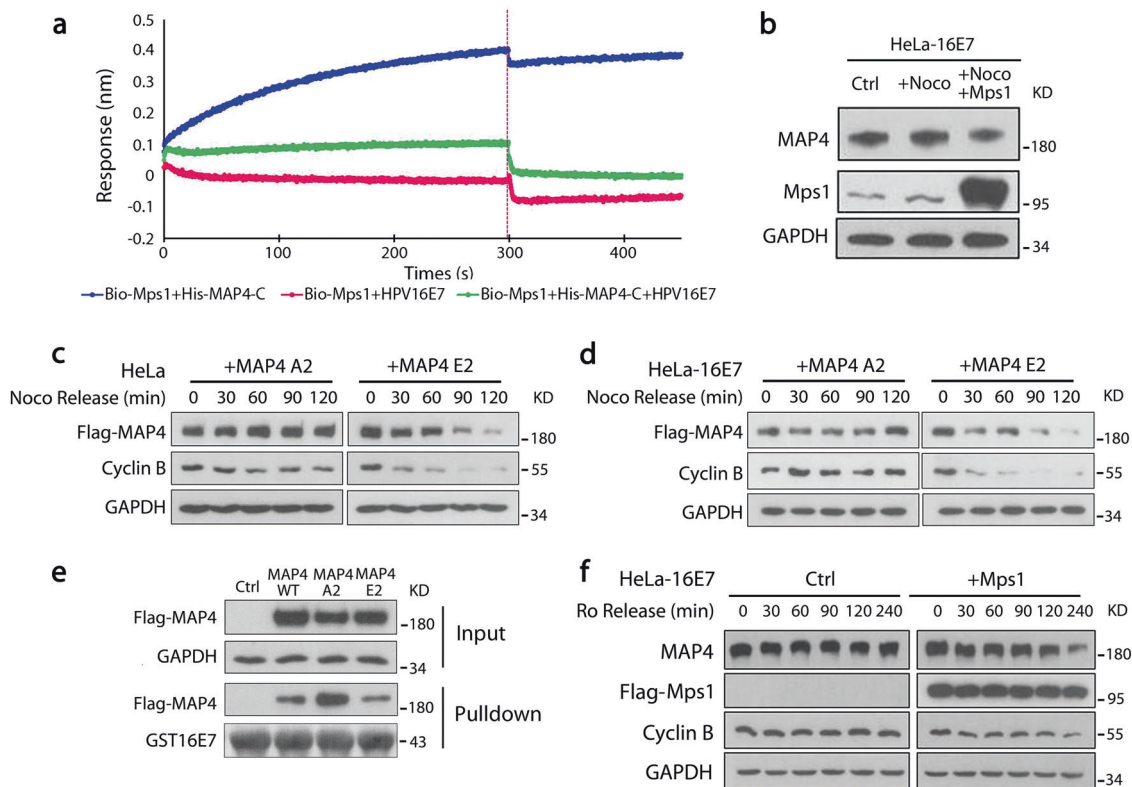 a
0.5
0.4
0.3
0.2
0.1
0
-0.1
-0.2
Response (nm)
0 100 200 300 400
Times (s)
Bio-Mps1+His-MAP4-C Bio-Mps1+HPV16E7 Bio-Mps1+His-MAP4-C+HPV16E7
b
HeLa-16E7
Ctrl +Noco +Noco +Mps1 KD
MAP4 -180
Mps1 -95
GAPDH -34
c
HeLa +MAP4 A2 +MAP4 E2
Noco Release (min) 0 30 60 90 120 0 30 60 90 120 KD
Flag-MAP4 -180
Cyclin B -55
GAPDH -34
d
HeLa-16E7 +MAP4 A2 +MAP4 E2
Noco Release (min) 0 30 60 90 120 0 30 60 90 120 KD
Flag-MAP4 -180
Cyclin B -55
GAPDH -34
e
Ctrl MAP4 WT MAP4 A2 MAP4 E2 KD
Flag-MAP4 -180
GAPDH -34
Input
Flag-MAP4 -180
GST16E7 -43
Pulldown
f
HeLa-16E7 Ctrl +Mps1
Ro Release (min) 0 30 60 90 120 240 0 30 60 90 120 240 KD
MAP4 -180
Flag-Mps1 -95
Cyclin B -55
GAPDH -34